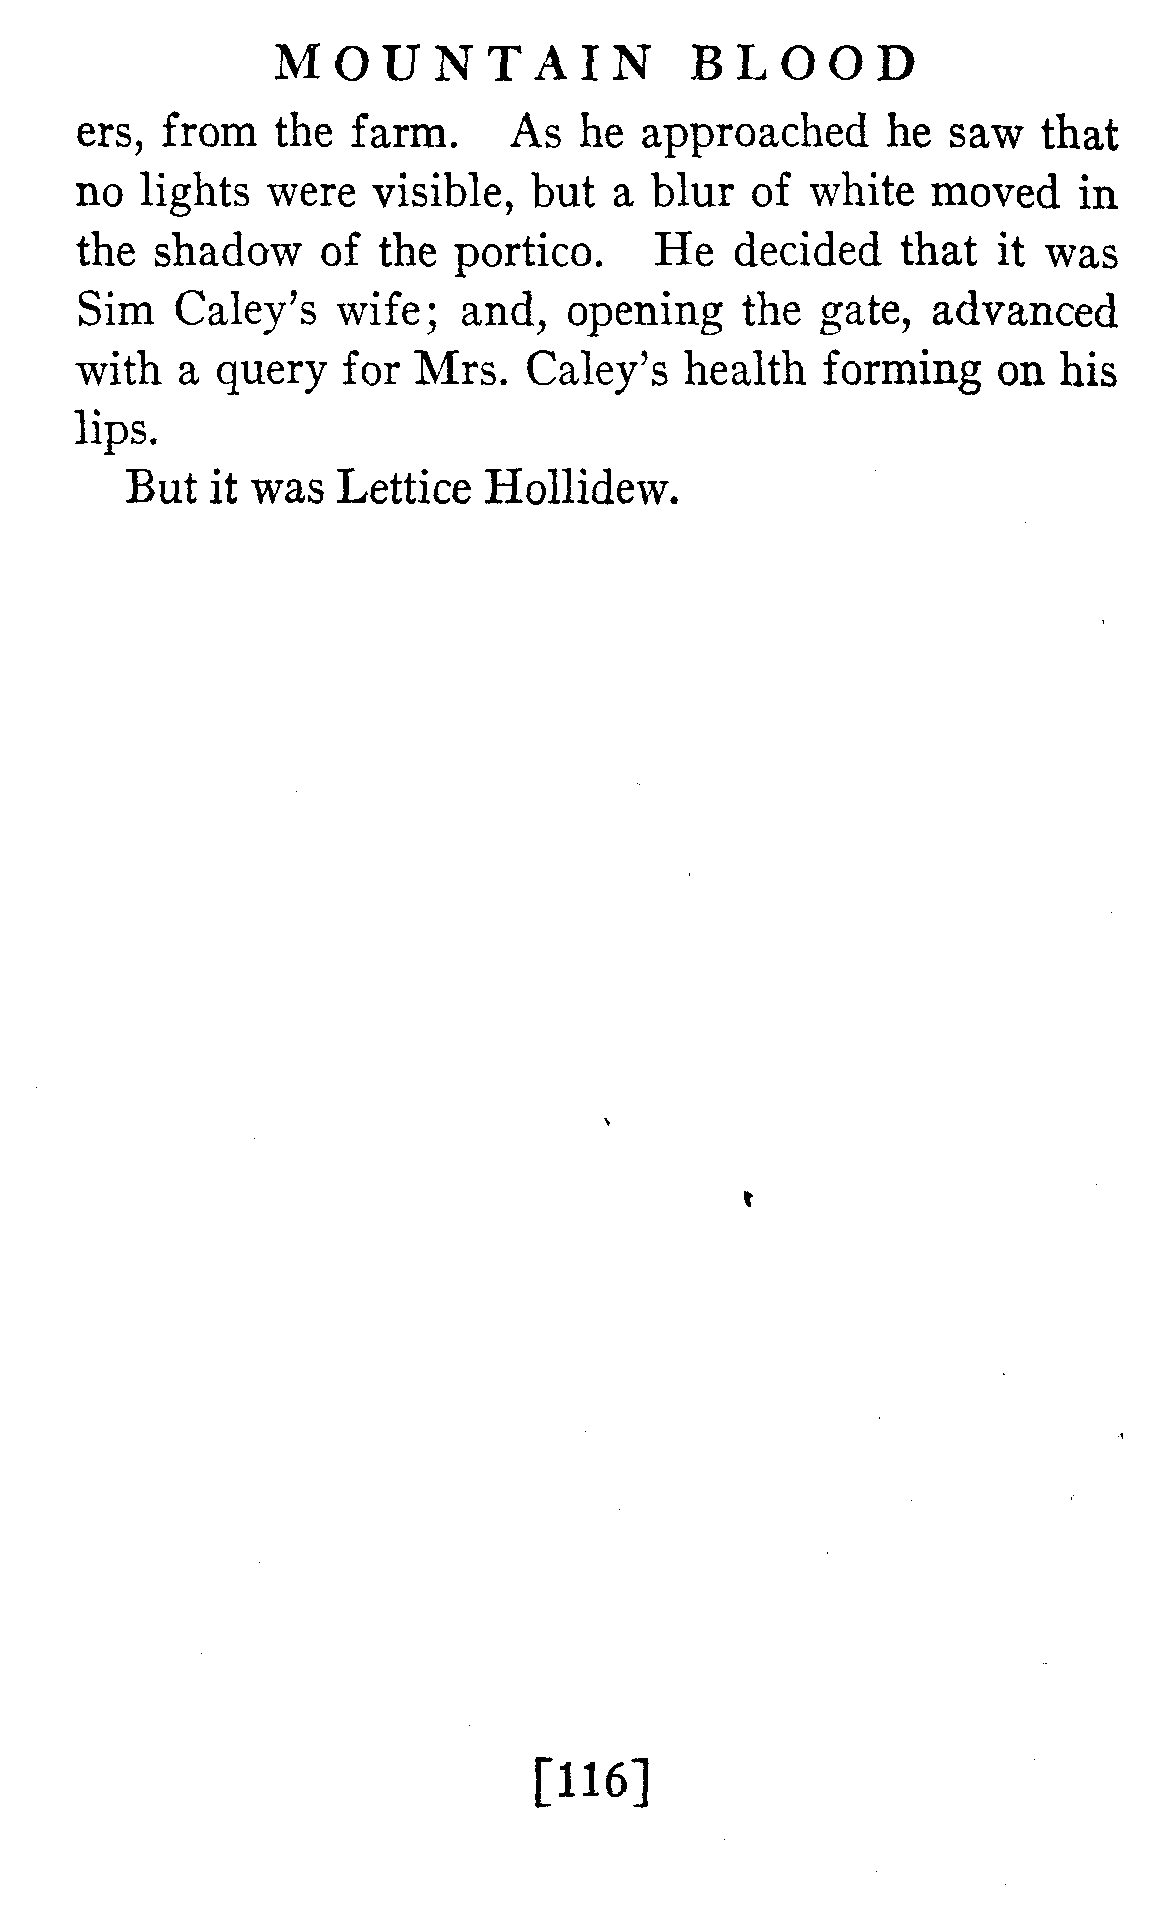 MOUNTAIN BLOOD
ers, from the farm. As he approached he saw that
no lights were visible, but a blur of white moved in
the shadow of the portico. He decided that it was
Sim Caley's wife; and, opening the gate, advanced
with a query for Mrs. Caley's health forming on his
lips.
But it was Lettice Hollidew.
[116]